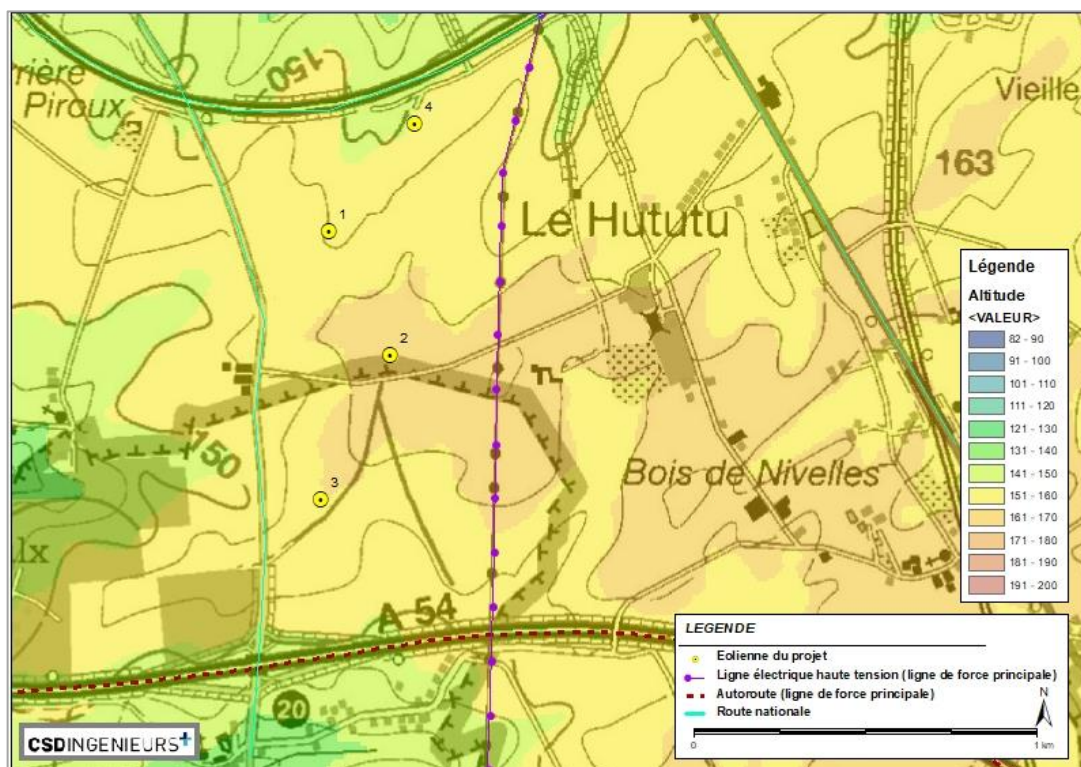 rrière
Piroux
150
4
Vieille
163
1
Le Hututu
2
150
3
Bois de Nivelles
lx
A 54
20
CSDINGENIEURS+
Légende
Altitude
<VALEUR>
82 - 90
91 - 100
101 - 110
111 - 120
121 - 130
131 - 140
141 - 150
151 - 160
161 - 170
171 - 180
181 - 190
191 - 200
LEGENDE
Eolienne du projet
Ligne électrique haute tension (ligne de force principale)
Autoroute (ligne de force principale)
Route nationale
N
0
1 km